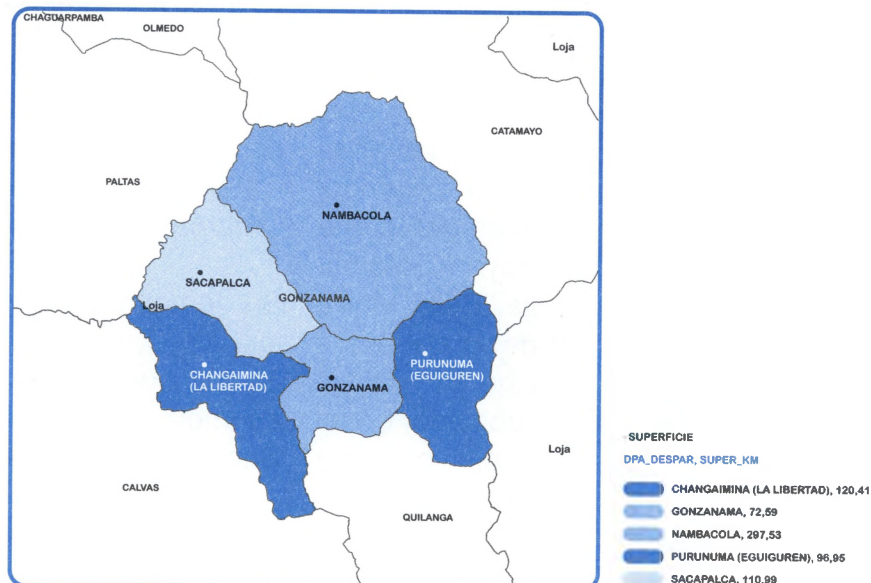 CHAGUARPAMBA
OLMEDO
Loja
CATAMAYO
PALTAS
NAMBACOLA
SACAPALCA
GONZANAMA
Loja
CHANGAIMINA
(LA LIBERTAD)
PURUNUMA
(EGUIGUREN)
GONZANAMA
Loja
CALVAS
QUILANGA
SUPERFICIE
DPA_DESPAR, SUPER_KM
CHANGAIMINA (LA LIBERTAD), 120,41
GONZANAMA, 72,59
NAMBACOLA, 297,53
PURUNUMA (EGUIGUREN), 96,95
SACAPALCA, 110,99